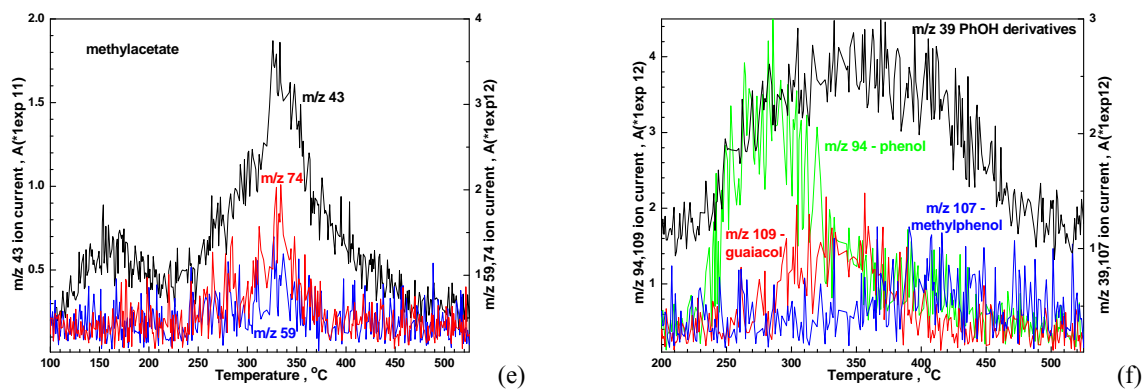 2.0
1.5
1.0
0.5
m/z 43 ion current , A(*1exp 11)
methylacetate
m/z 43
m/z 74
m/z 59
4
3
2
1
m/z 59,74 ion current , A(*1exp12)
100 150 200 250 300 350 400 450 500
Temperature , °C
(e)
4
3
2
1
m/z 94,109 ion current , A(*1exp 12)
m/z 39 PhOH derivatives
m/z 94 - phenol
m/z 107 -
methylphenol
m/z 109 -
guaiacol
3
2
1
0
m/z 39,107 ion current , A(*1exp12)
200 250 300 350 400 450 500
Temperature , °C
(f)